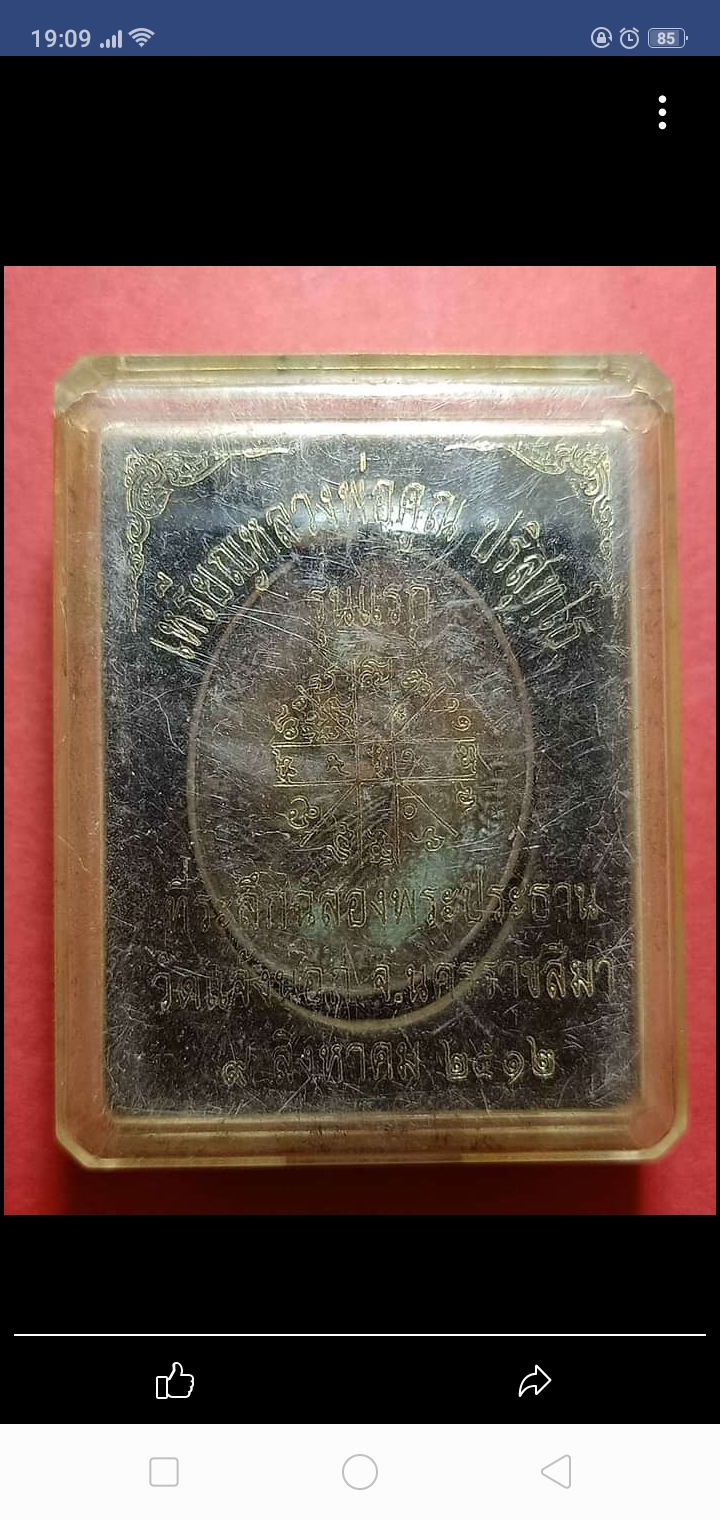 19:09
85
เหรียญหลวงพ่อคูณ ปริสุทโธ
รุ่นแรก
ที่ระลึกฉลองพระประธาน
วัดแจ้งนอก จ.นครราชสีมา
๙ สิงหาคม ๒๕๑๒